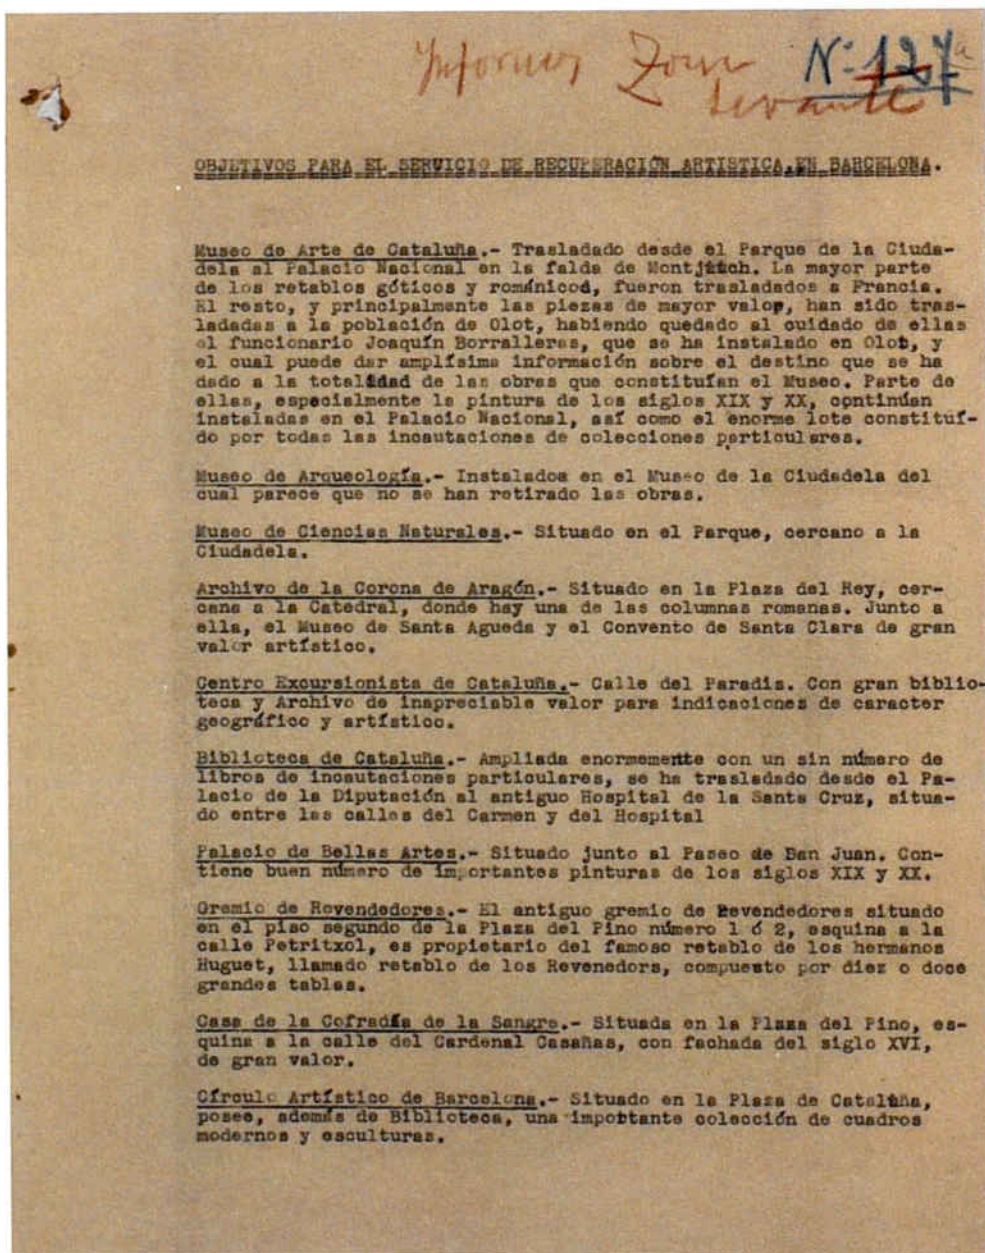 Informes Zona Nº 127ª
Levante
OBJETIVOS PARA EL SERVICIO DE RECUPERACIÓN ARTISTICA, EN BARCELONA.
Museo de Arte de Cataluña.- Trasladado desde el Parque de la Ciuda-
dela al Palacio Nacional en la falda de Montjuich. La mayor parte
de los retablos góticos y románicos, fueron trasladados a Francia.
El resto, y principalmente las piezas de mayor valor, han sido tras-
ladadas a la población de Olot, habiendo quedado al cuidado de ellas
el funcionario Joaquín Borralleras, que se ha instalado en Olot, y
el cual puede dar amplísima información sobre el destino que se ha
dado a la totalidad de las obras que constituían el Museo. Parte de
ellas, especialmente la pintura de los siglos XIX y XX, continúan
instaladas en el Palacio Nacional, así como el enorme lote constituí-
do por todas las incautaciones de colecciones particulares.
Museo de Arqueología.- Instalados en el Museo de la Ciudadela del
cual parece que no se han retirado las obras.
Museo de Ciencias Naturales.- Situado en el Parque, cercano a la
Ciudadela.
Archivo de la Corona de Aragón.- Situado en la Plaza del Rey, cer-
cana a la Catedral, donde hay una de las columnas romanas. Junto a
ella, el Museo de Santa Agueda y el Convento de Santa Clara de gran
valor artístico.
Centro Excursionista de Cataluña.- Calle del Paradis. Con gran biblio-
teca y Archivo de inapreciable valor para indicaciones de caracter
geográfico y artístico.
Biblioteca de Cataluña.- Ampliada enormemente con un sin número de
libros de incautaciones particulares, se ha trasladado desde el Pa-
lacio de la Diputación al antiguo Hospital de la Santa Cruz, situa-
do entre las calles del Carmen y del Hospital
Palacio de Bellas Artes.- Situado junto al Paseo de San Juan. Con-
tiene buen número de importantes pinturas de los siglos XIX y XX.
Gremio de Revendedores.- El antiguo gremio de Revendedores situado
en el piso segundo de la Plaza del Pino número 1 ó 2, esquina a la
calle Petritxol, es propietario del famoso retablo de los hermanos
Huguet, llamado retablo de los Revenedors, compuesto por diez o doce
grandes tablas.
Casa de la Cofradía de la Sangre.- Situada en la Plaza del Pino, es-
quina a la calle del Cardenal Casañas, con fachada del siglo XVI,
de gran valor.
Círculo Artístico de Barcelona.- Situado en la Plaza de Cataluña,
posee, además de Biblioteca, una importante colección de cuadros
modernos y esculturas.